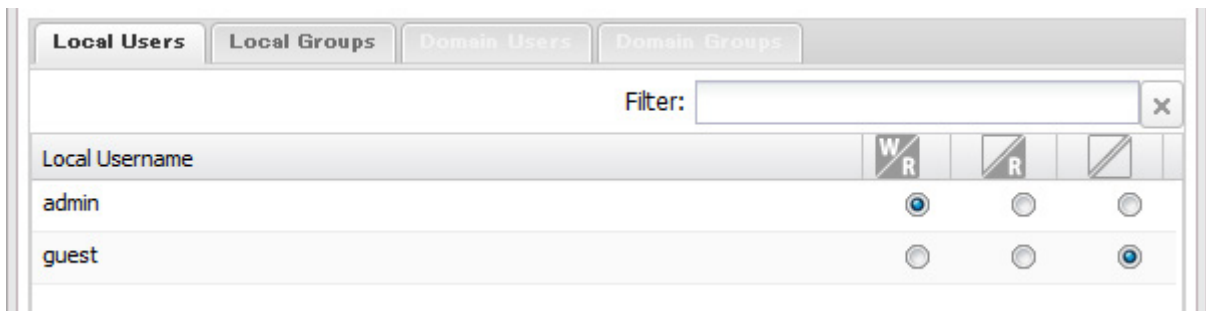 Local Users Local Groups Domain Users Domain Groups
Filter:
Local Username W/R R
admin
guest